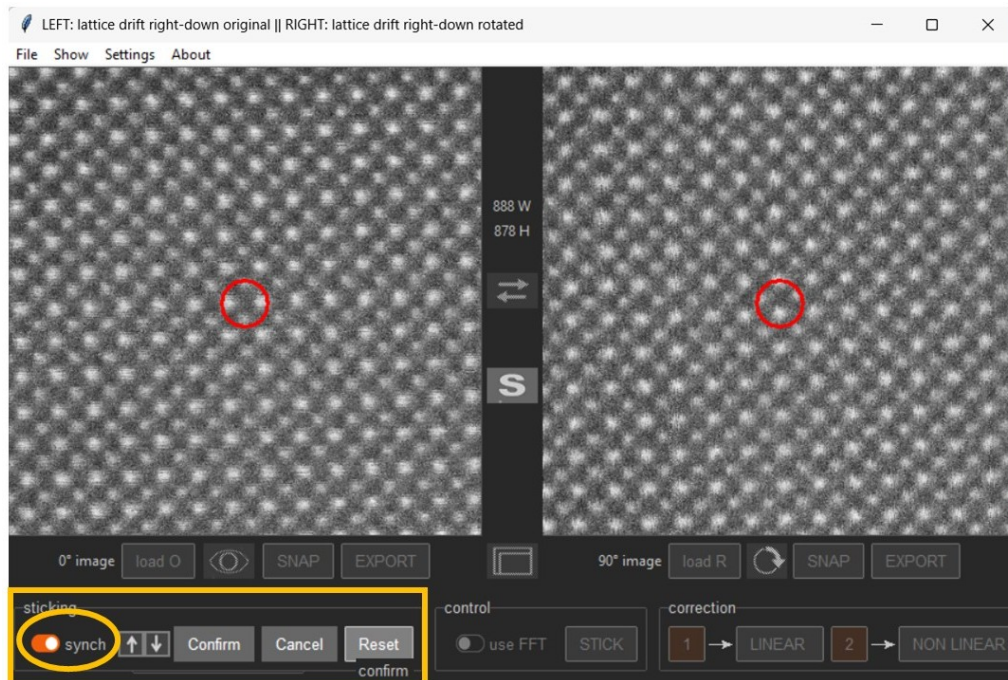 LEFT: lattice drift right-down original || RIGHT: lattice drift right-down rotated
File Show Settings About
888 W
878 H
S
0° image load O SNAP EXPORT
90° image load R SNAP EXPORT
sticking
synch Confirm Cancel Reset
confirm
control
use FFT STICK
correction
1 LINEAR 2 NON LINEAR